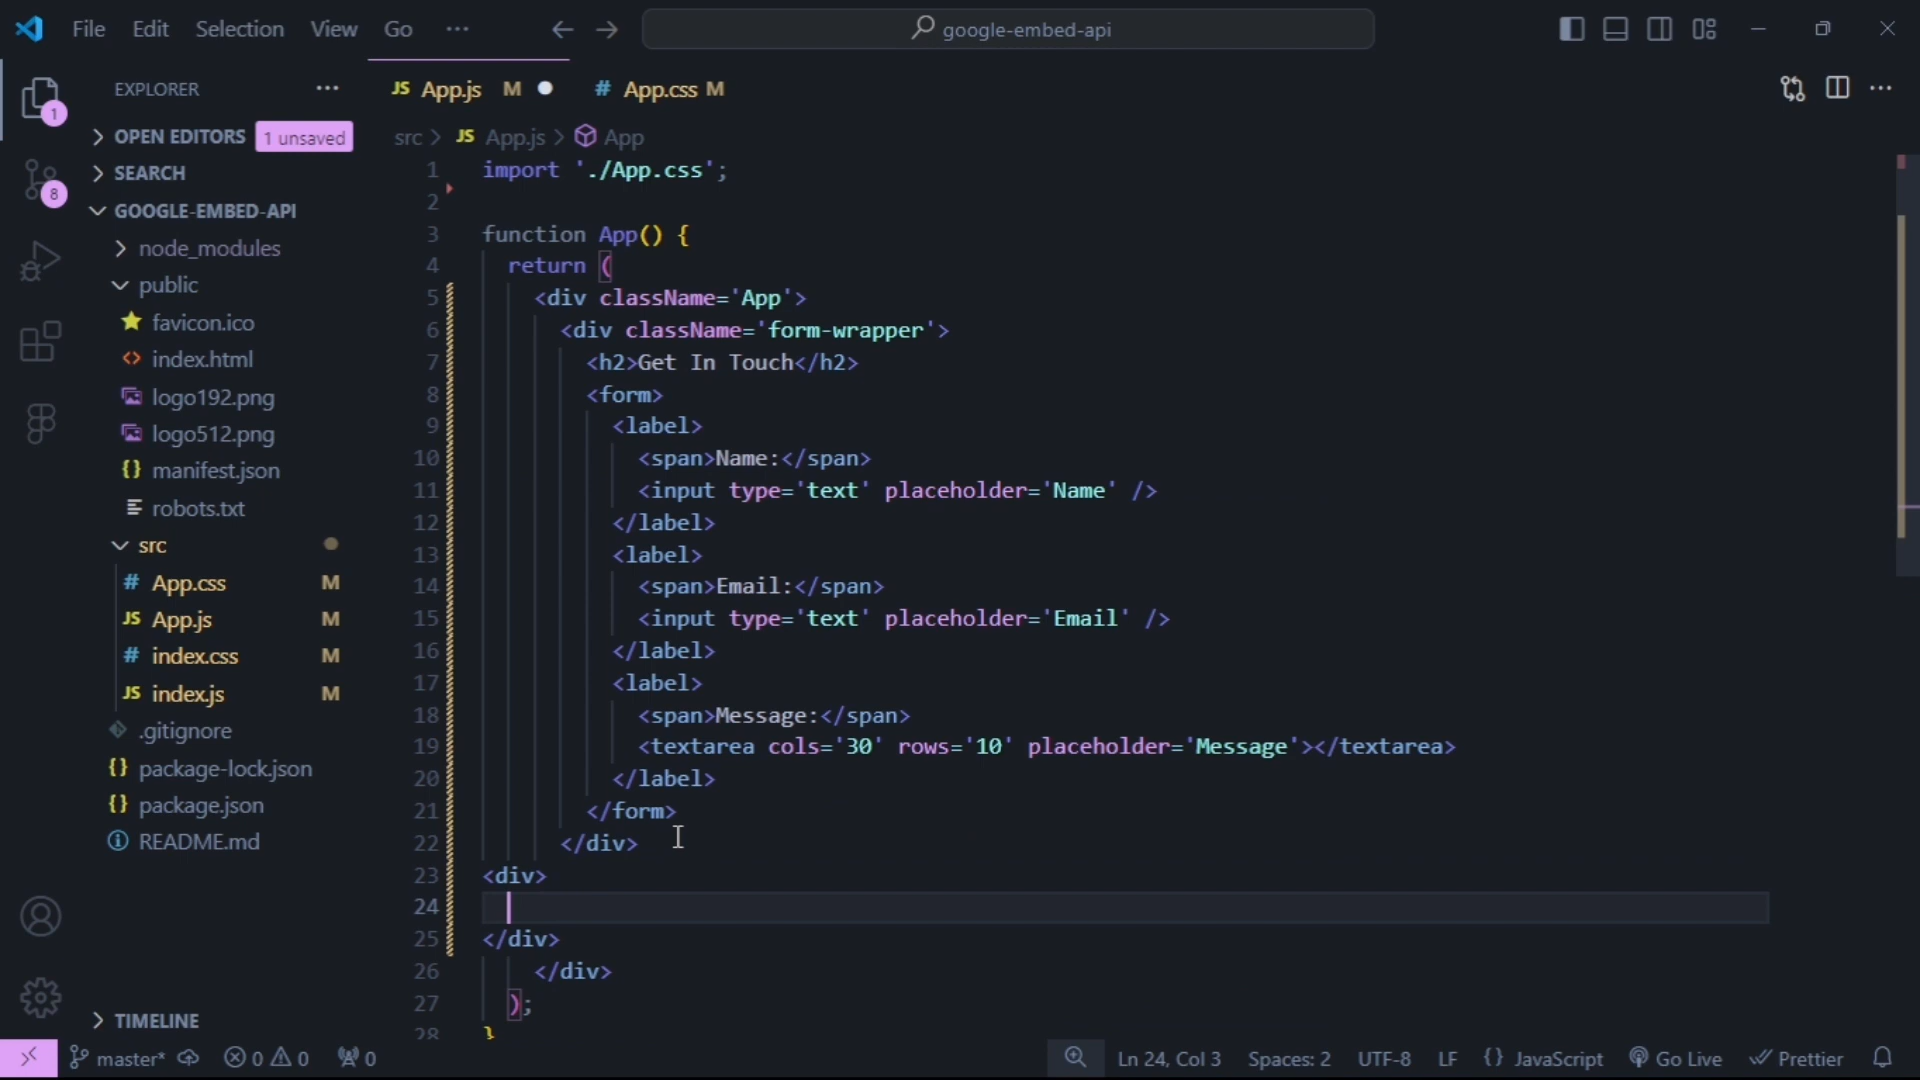 File Edit Selection View Go ··· google-embed-api
EXPLORER ···
OPEN EDITORS 1 unsaved
SEARCH
GOOGLE-EMBED-API
node_modules
public
favicon.ico
index.html
logo192.png
logo512.png
manifest.json
robots.txt
src
App.css M
App.js M
index.css M
index.js M
.gitignore
package-lock.json
package.json
README.md
TIMELINE
1
8
JS App.js M # App.css M
src > JS App.js > App
1 import './App.css';
2
3 function App() {
4 return (
5 <div className='App'>
6 <div className='form-wrapper'>
7 <h2>Get In Touch</h2>
8 <form>
9 <label>
10 <span>Name:</span>
11 <input type='text' placeholder='Name' />
12 </label>
13 <label>
14 <span>Email:</span>
15 <input type='text' placeholder='Email' />
16 </label>
17 <label>
18 <span>Message:</span>
19 <textarea cols='30' rows='10' placeholder='Message'></textarea>
20 </label>
21 </form>
22 </div>
23 <div>
24
25 </div>
26 </div>
27 );
28 }
master* 0 0 0 Ln 24, Col 3 Spaces: 2 UTF-8 LF {} JavaScript Go Live Prettier